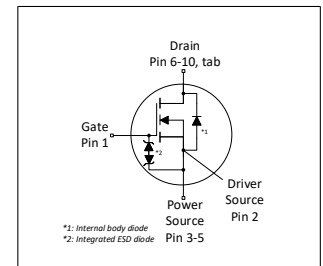 Drain
Pin 6-10, tab
*1
Gate
Pin 1
*2
Driver
Source
Pin 2
Power
Source
Pin 3-5
*1: Internal body diode
*2: Integrated ESD diode